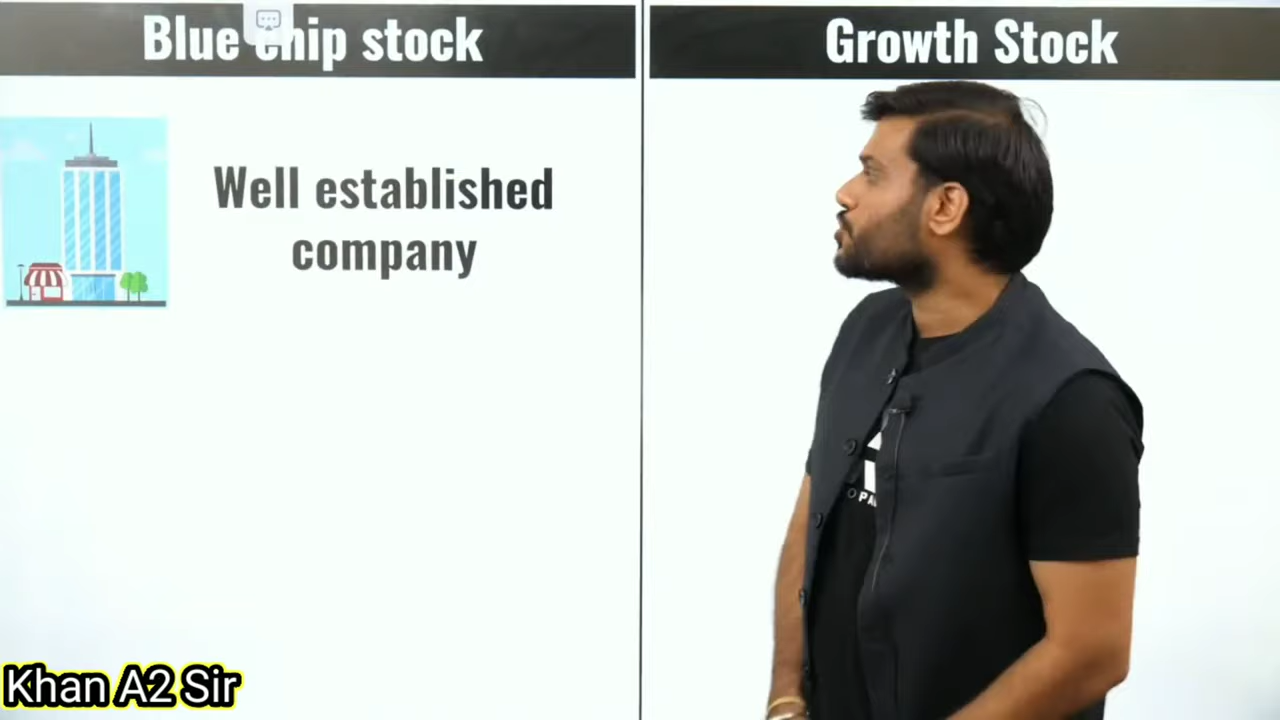 Blue chip stock
Growth Stock
Well established
company
Khan A2 Sir